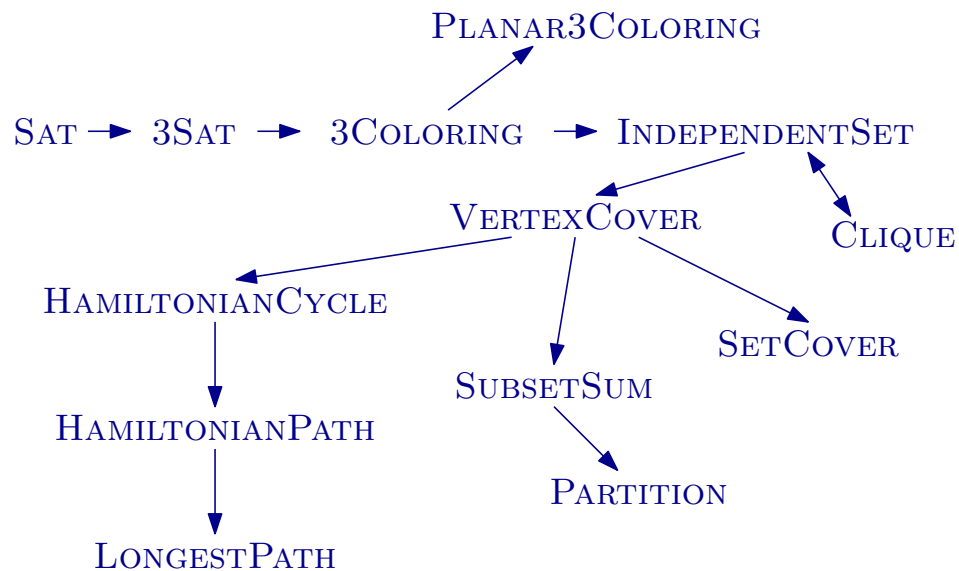 Planar3Coloring
Sat 3Sat 3Coloring IndependentSet
VertexCover
Clique
HamiltonianCycle
SetCover
SubsetSum
HamiltonianPath
Partition
LongestPath